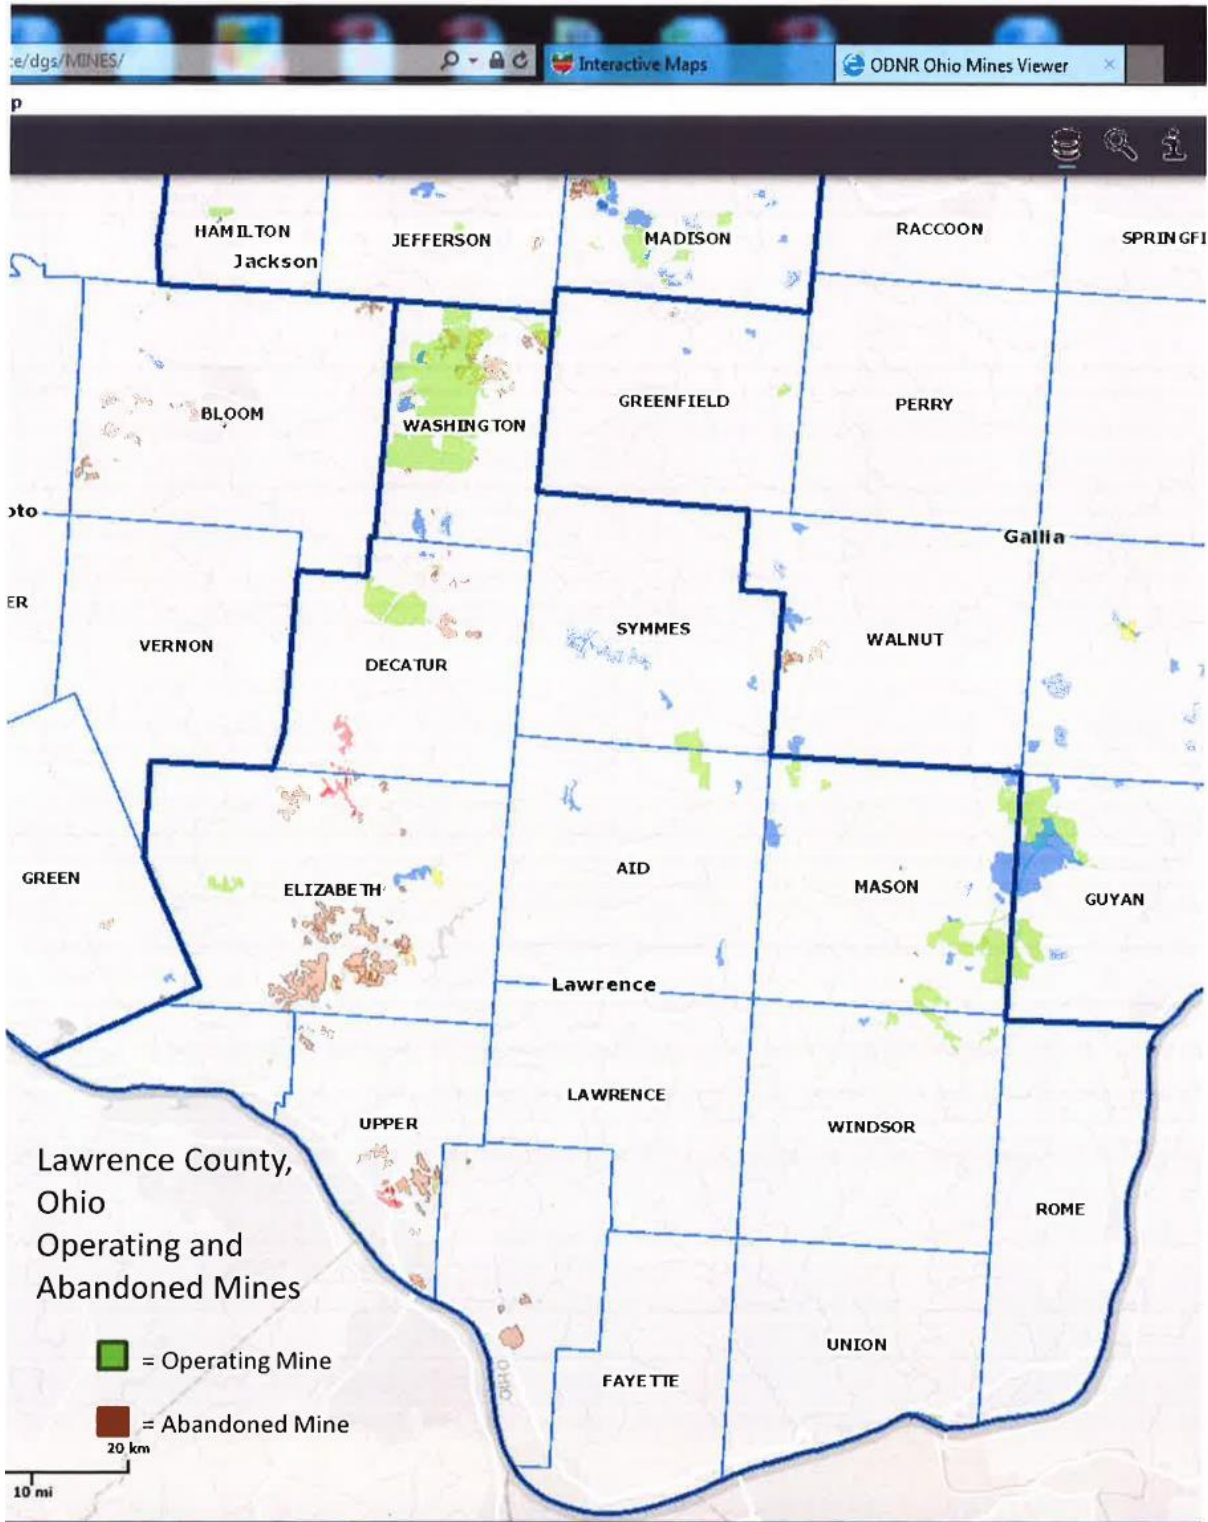 ce/dgs/MINES/
Interactive Maps
ODNR Ohio Mines Viewer
p
HAMILTON
JEFFERSON
MADISON
RACCOON
SPRINGFI
Jackson
BLOOM
WASHINGTON
GREENFIELD
PERRY
oto
Gallia
ER
VERNON
DECATUR
SYMMES
WALNUT
GREEN
ELIZABETH
AID
MASON
GUYAN
Lawrence
LAWRENCE
UPPER
WINDSOR
ROME
Lawrence County,
Ohio
Operating and
Abandoned Mines
= Operating Mine
= Abandoned Mine
OHIO
FAYETTE
UNION
20 km
10 mi